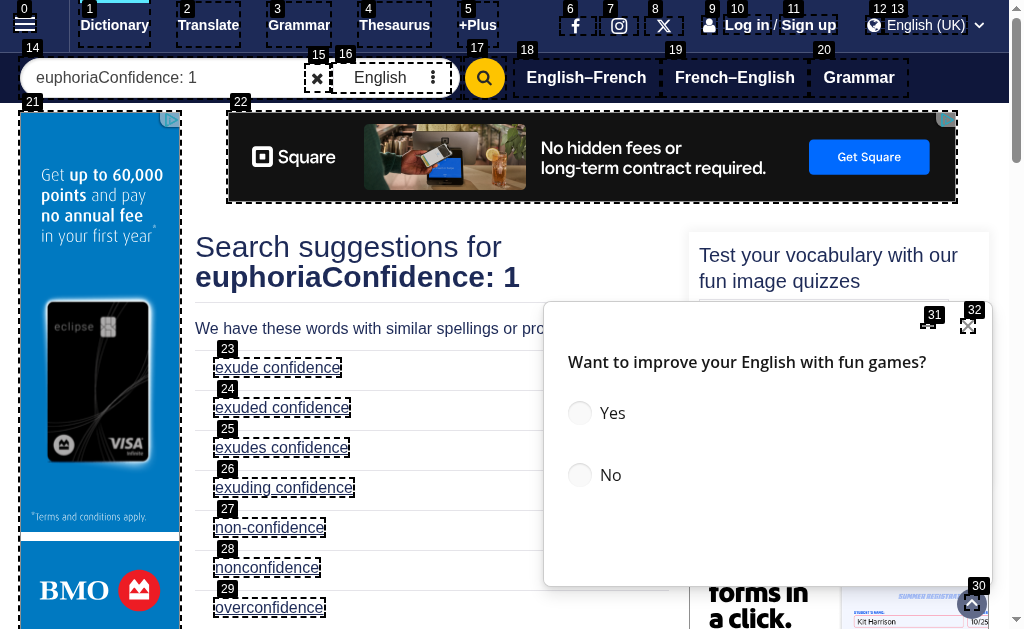 0 1 2 3 4 5 6 7 8 9 10 11 12 13
Dictionary Translate Grammar Thesaurus +Plus Log in / Sign up English (UK)
14 15 16 17 18 19 20
euphoriaConfidence: 1 English English–French French–English Grammar
21 22
Get up to 60,000
points and pay
no annual fee
in your first year*
eclipse
VISA
Infinite
*Terms and conditions apply.
BMO
Square
No hidden fees or
long-term contract required.
Get Square
Search suggestions for
euphoriaConfidence: 1
We have these words with similar spellings or pro
23
exude confidence
24
exuded confidence
25
exudes confidence
26
exuding confidence
27
non-confidence
28
nonconfidence
29
overconfidence
Test your vocabulary with our
fun image quizzes
31 32
Want to improve your English with fun games?
Yes
No
30
forms in
a click.
SUMMER REGISTRA
STUDENT'S NAME:
Kit Harrison
10/25